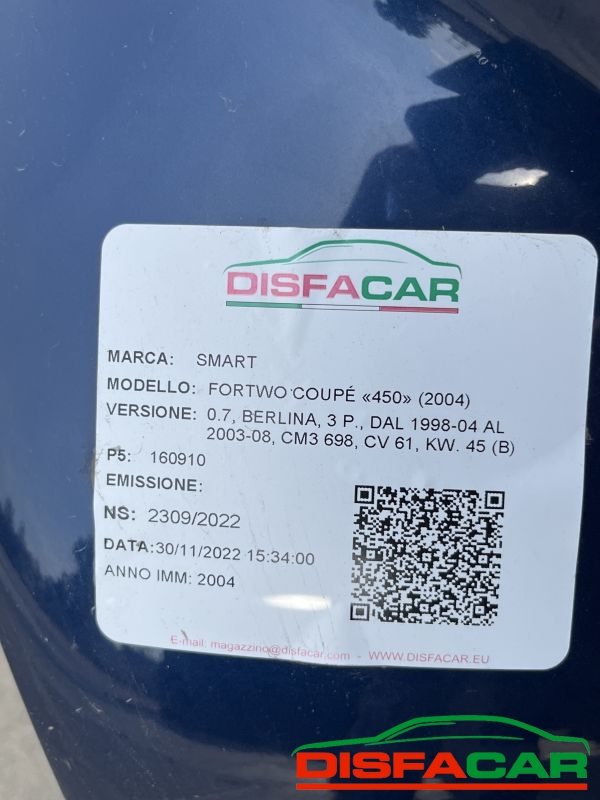 DISFACAR
MARCA: SMART
MODELLO: FORTWO COUPÉ «450» (2004)
VERSIONE: 0.7, BERLINA, 3 P., DAL 1998-04 AL
2003-08, CM3 698, CV 61, KW. 45 (B)
P5: 160910
EMISSIONE:
NS: 2309/2022
DATA:30/11/2022 15:34:00
ANNO IMM: 2004
E-mail: magazzino@disfacar.com - WWW.DISFACAR.EU
DISFACAR